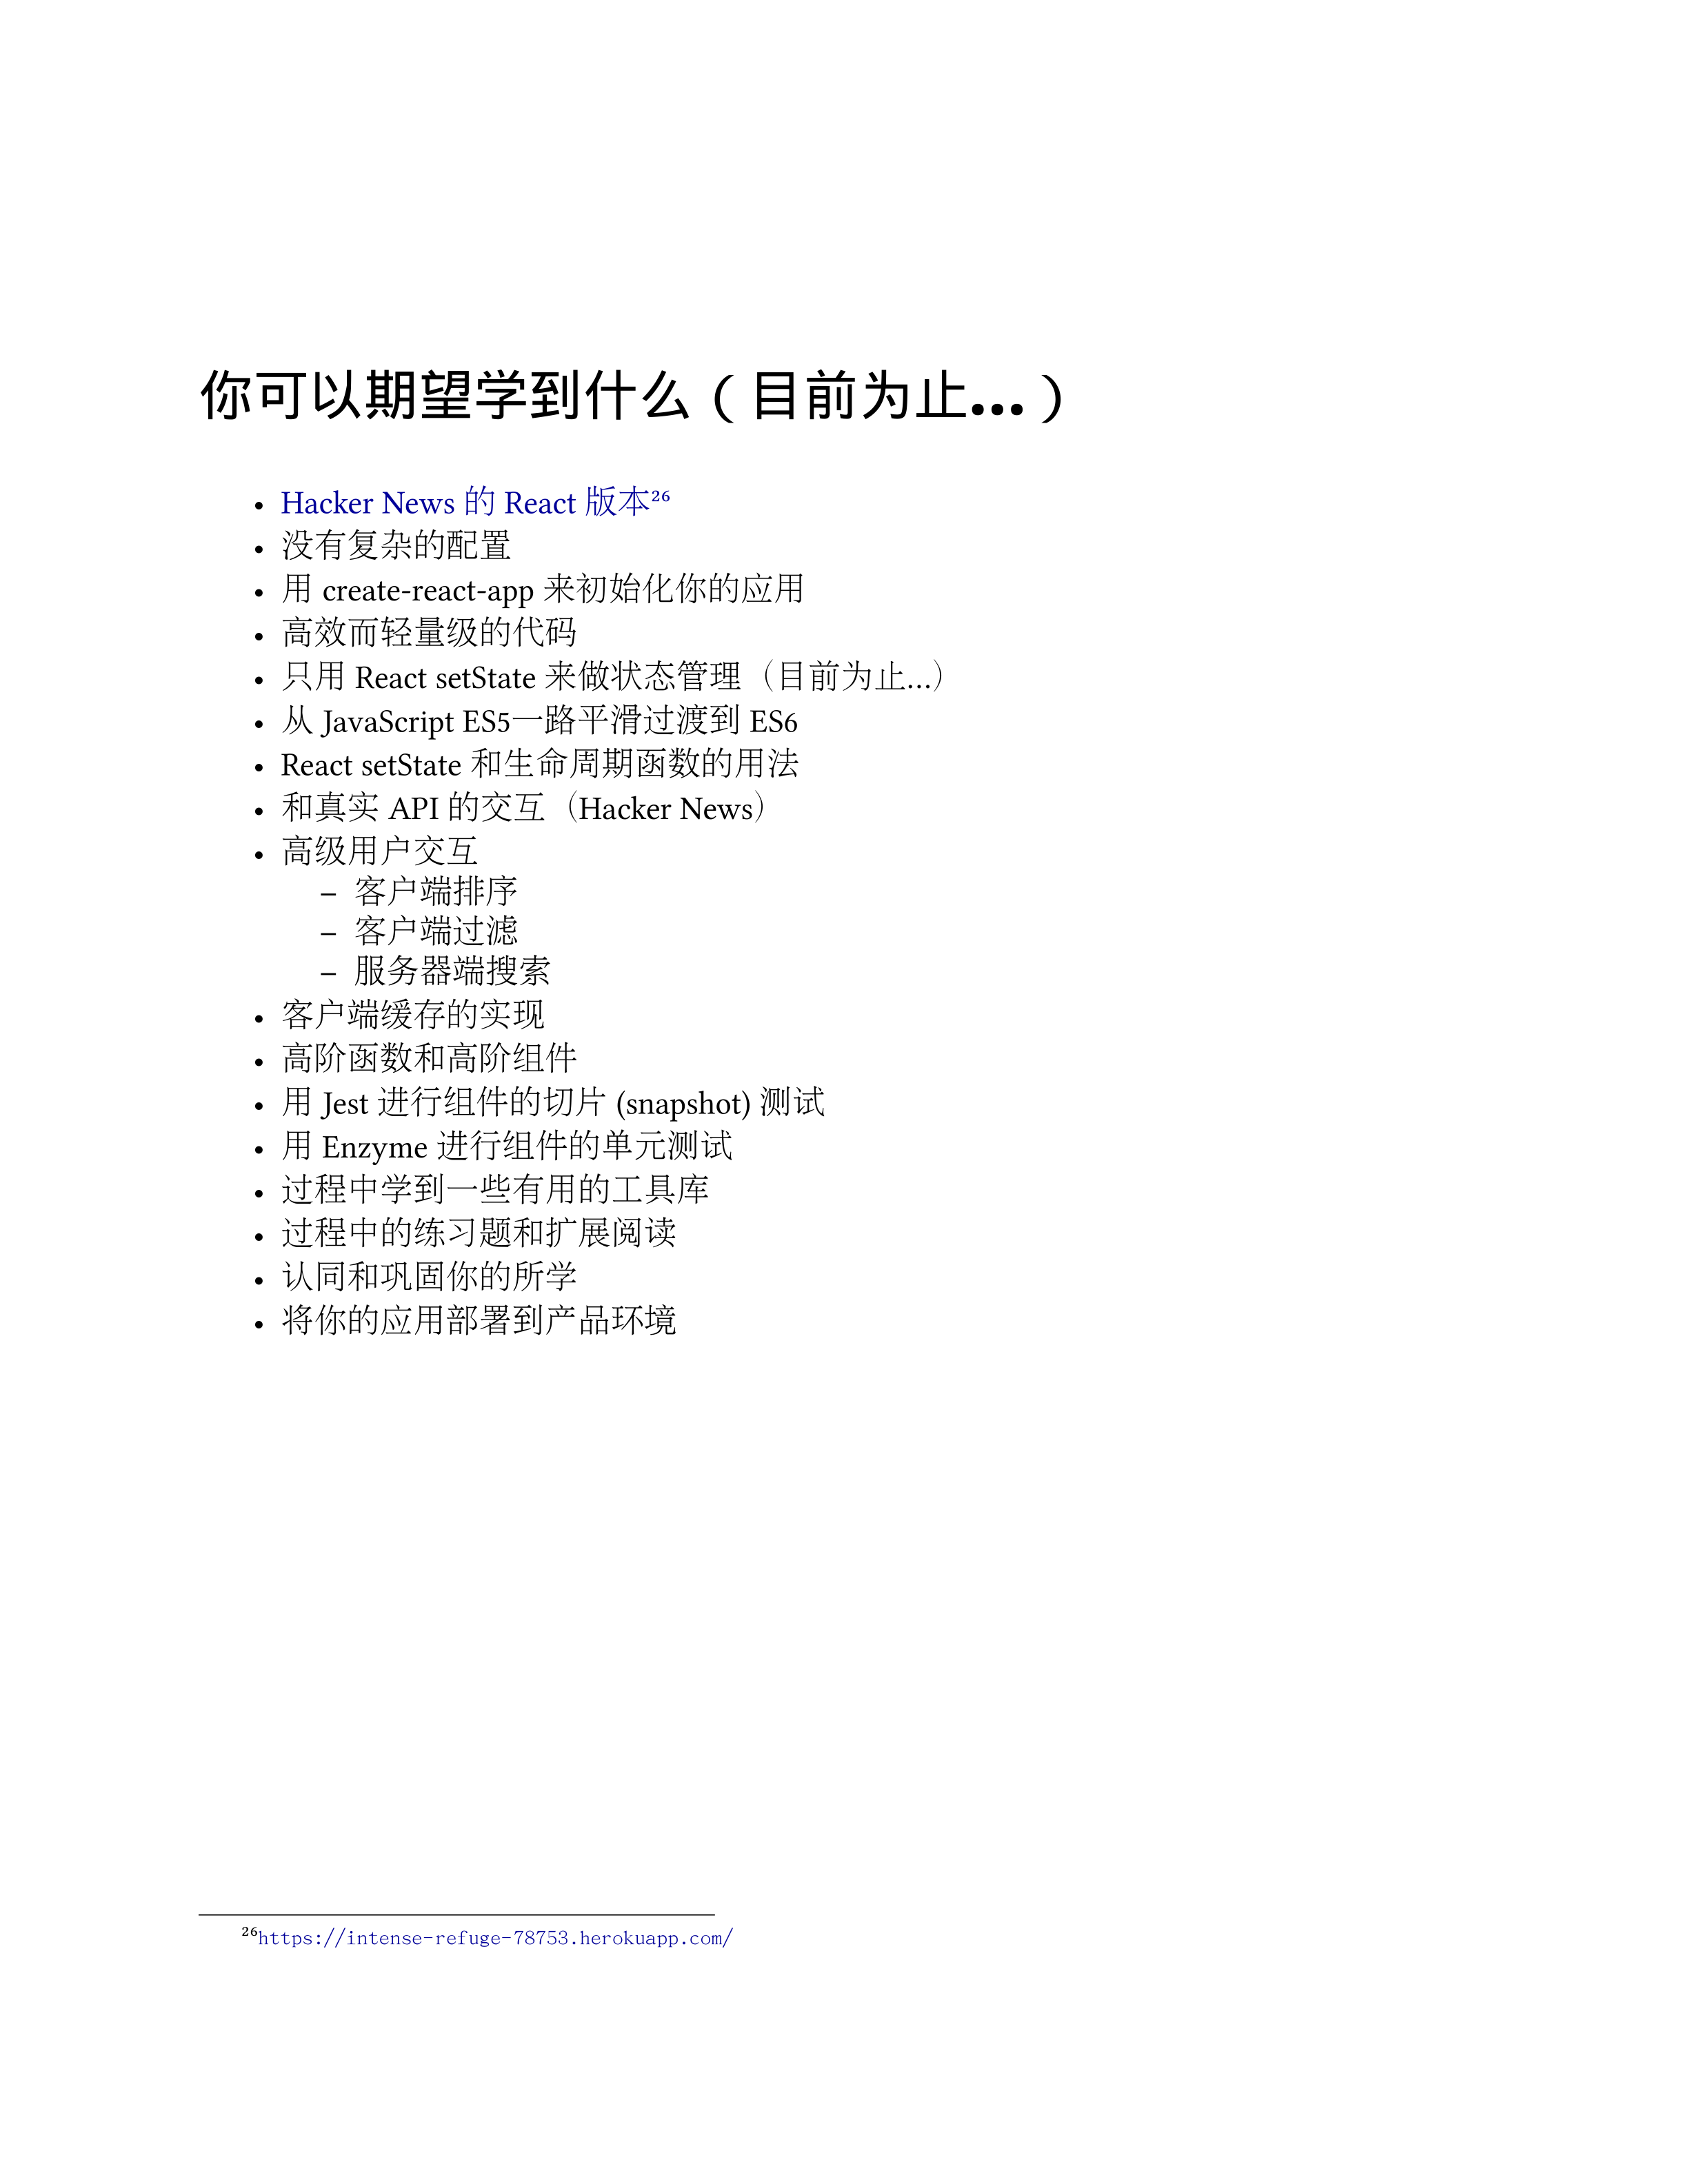 你可以期望学到什么（目前为止...）
• Hacker News 的 React 版本²⁶
• 没有复杂的配置
• 用 create-react-app 来初始化你的应用
• 高效而轻量级的代码
• 只用 React setState 来做状态管理（目前为止...）
• 从 JavaScript ES5一路平滑过渡到 ES6
• React setState 和生命周期函数的用法
• 和真实 API 的交互（Hacker News）
• 高级用户交互
– 客户端排序
– 客户端过滤
– 服务器端搜索
• 客户端缓存的实现
• 高阶函数和高阶组件
• 用 Jest 进行组件的切片 (snapshot) 测试
• 用 Enzyme 进行组件的单元测试
• 过程中学到一些有用的工具库
• 过程中的练习题和扩展阅读
• 认同和巩固你的所学
• 将你的应用部署到产品环境
²⁶https://intense-refuge-78753.herokuapp.com/